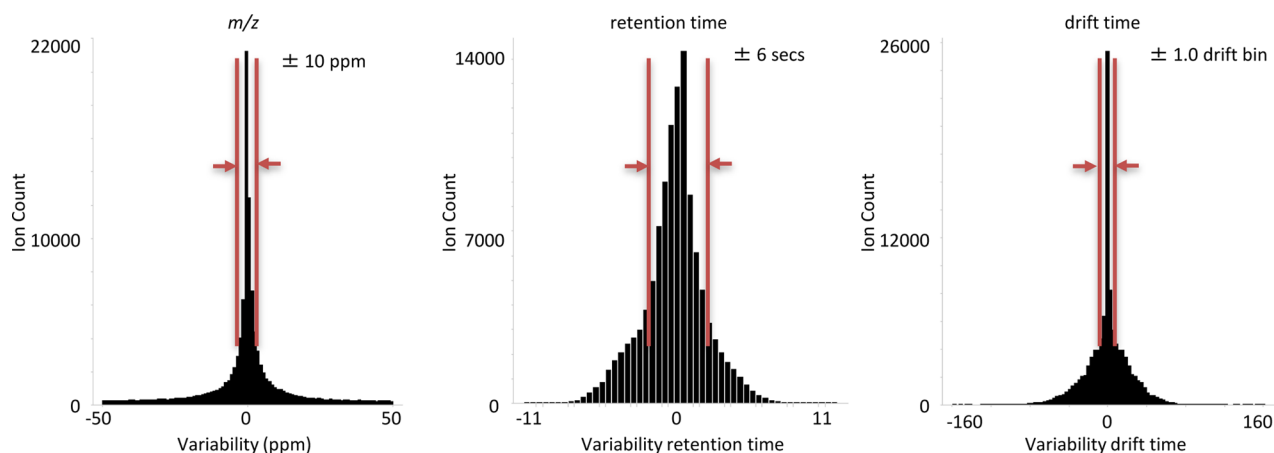 m/z
22000
± 10 ppm
10000
0
-50
0
50
Ion Count
Variability (ppm)
retention time
14000
± 6 secs
7000
0
-11
0
11
Ion Count
Variability retention time
drift time
26000
± 1.0 drift bin
12000
0
-160
0
160
Ion Count
Variability drift time